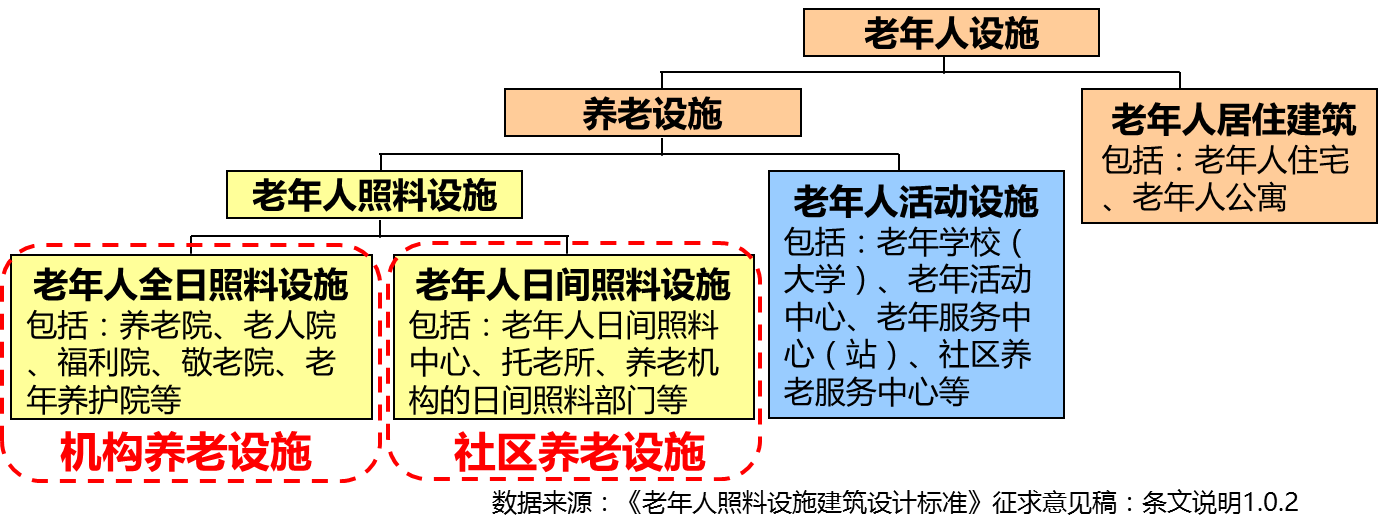 老年人设施
养老设施
老年人居住建筑
包括：老年人住宅
、老年人公寓
老年人照料设施
老年人活动设施
包括：老年学校（
大学）、老年活动
中心、老年服务中
心（站）、社区养
老服务中心等
老年人全日照料设施
包括：养老院、老人院
、福利院、敬老院、老
年养护院等
机构养老设施
老年人日间照料设施
包括：老年人日间照料
中心、托老所、养老机
构的日间照料部门等
社区养老设施
数据来源：《老年人照料设施建筑设计标准》征求意见稿：条文说明1.0.2